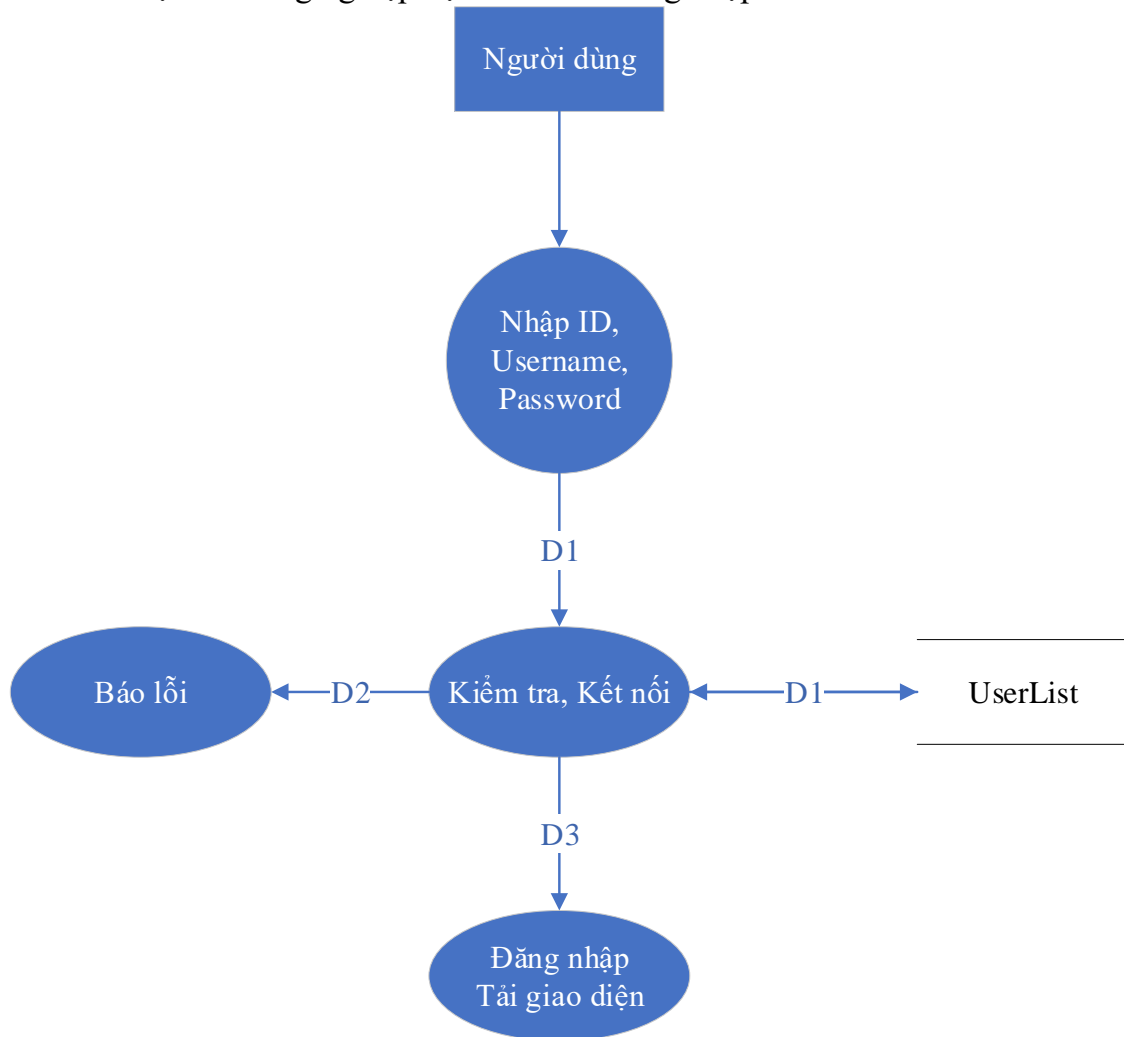 Người dùng
Nhập ID,
Username,
Password
D1
Báo lỗi
D2
Kiểm tra, Kết nối
D1
UserList
D3
Đăng nhập
Tải giao diện